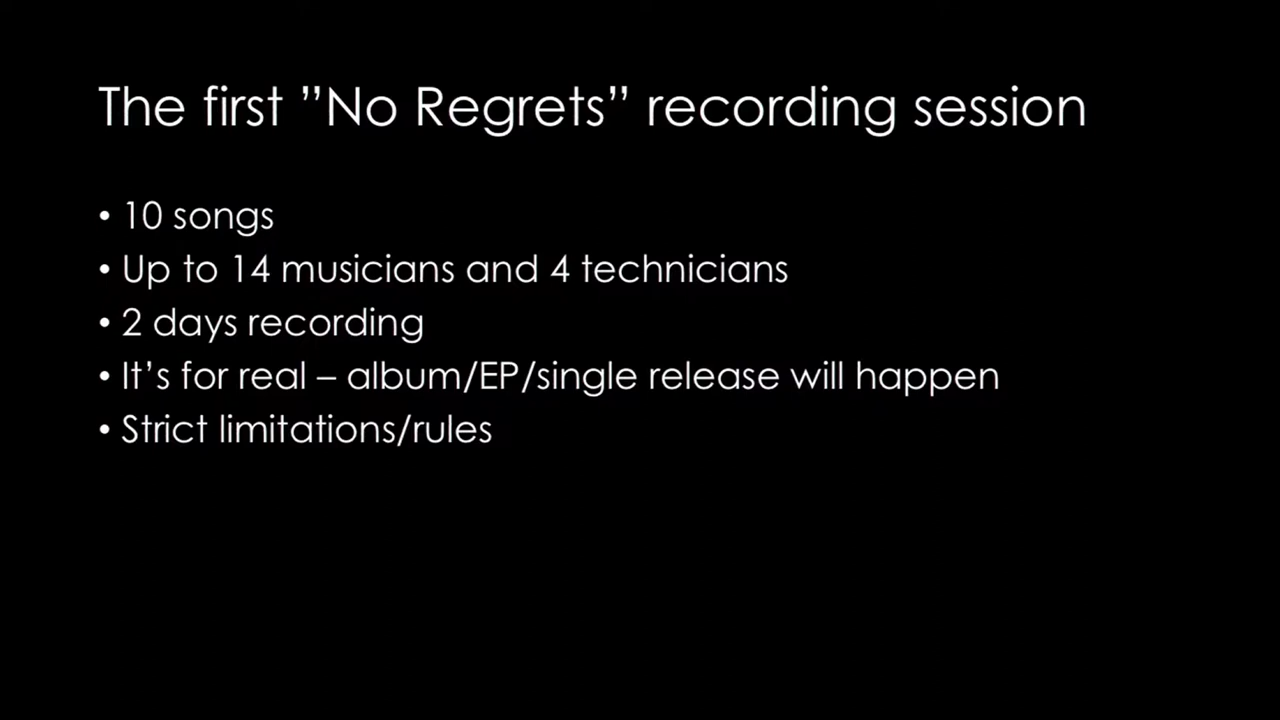 The first ”No Regrets” recording session
• 10 songs
• Up to 14 musicians and 4 technicians
• 2 days recording
• It’s for real – album/EP/single release will happen
• Strict limitations/rules